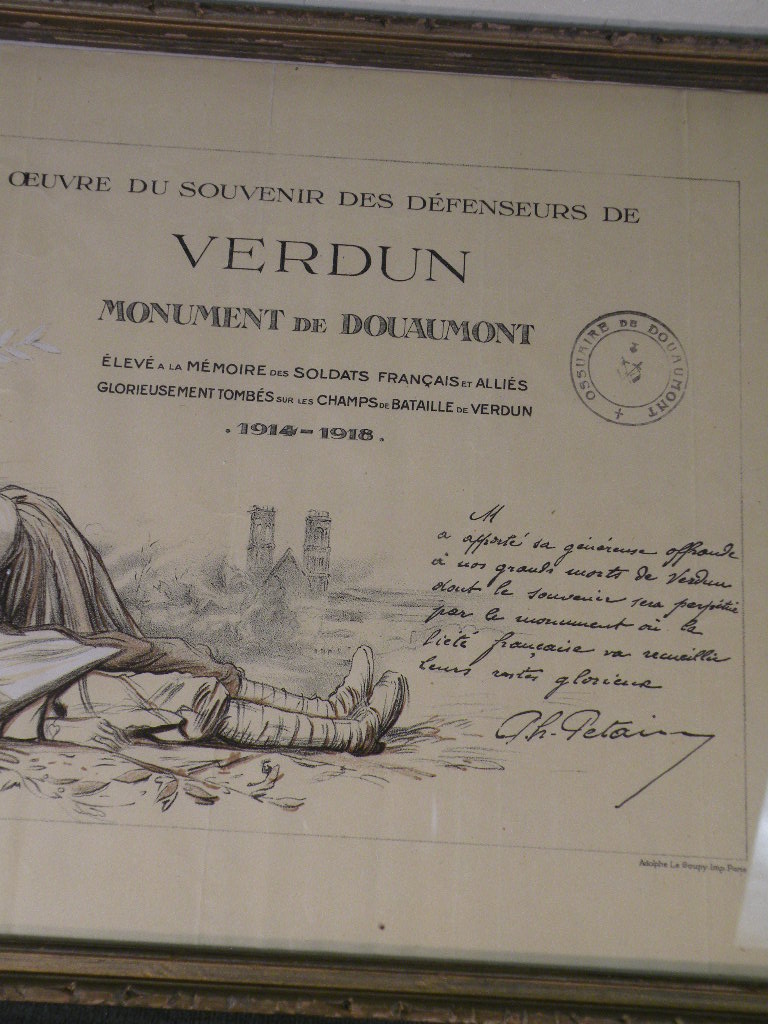 ŒUVRE DU SOUVENIR DES DÉFENSEURS DE
VERDUN
MONUMENT DE DOUAUMONT
ÉLEVÉ A LA MÉMOIRE DES SOLDATS FRANÇAIS ET ALLIÉS
GLORIEUSEMENT TOMBÉS SUR LES CHAMPS DE BATAILLE DE VERDUN
. 1914 - 1918 .
OSSUAIRE DE DOUAUMONT
M
a apporté sa généreuse offrande
à nos grands morts de Verdun
dont le souvenir sera perpétué
par le monument où la
Piété française va recueillir
leurs restes glorieux
Ph. Petain
Adolphe Le Goupy Imp. Paris